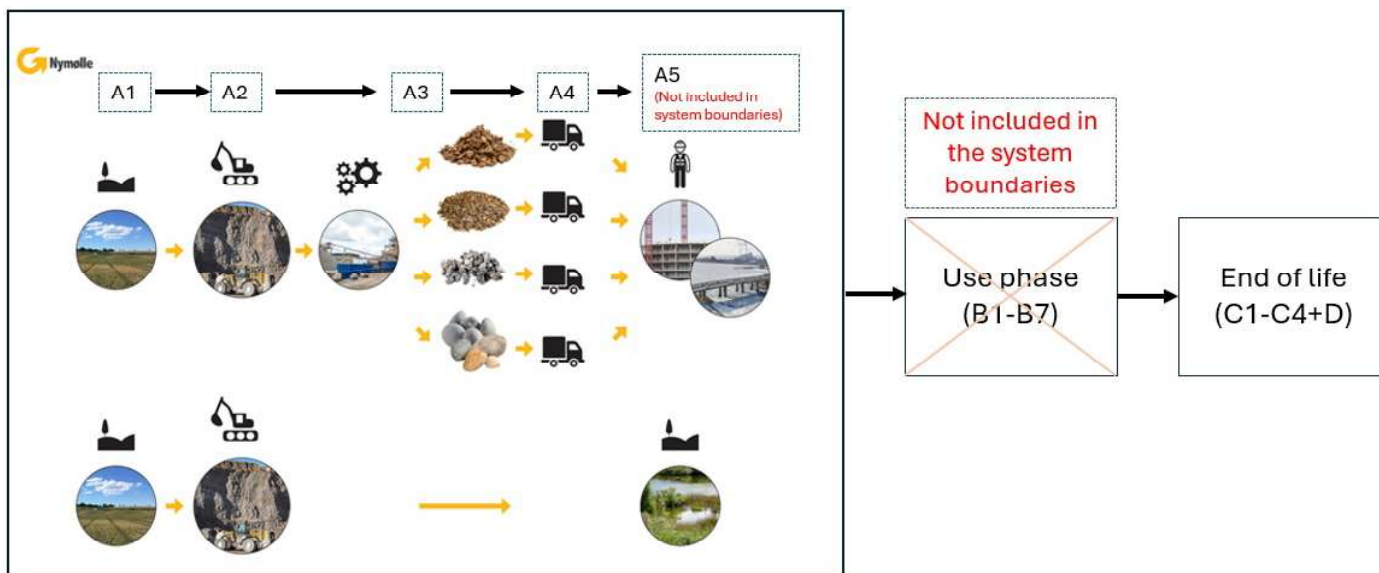 Nymølle
A1
A2
A3
A4
A5
(Not included in
system boundaries)
Not included in
the system
boundaries
Use phase
(B1-B7)
End of life
(C1-C4+D)